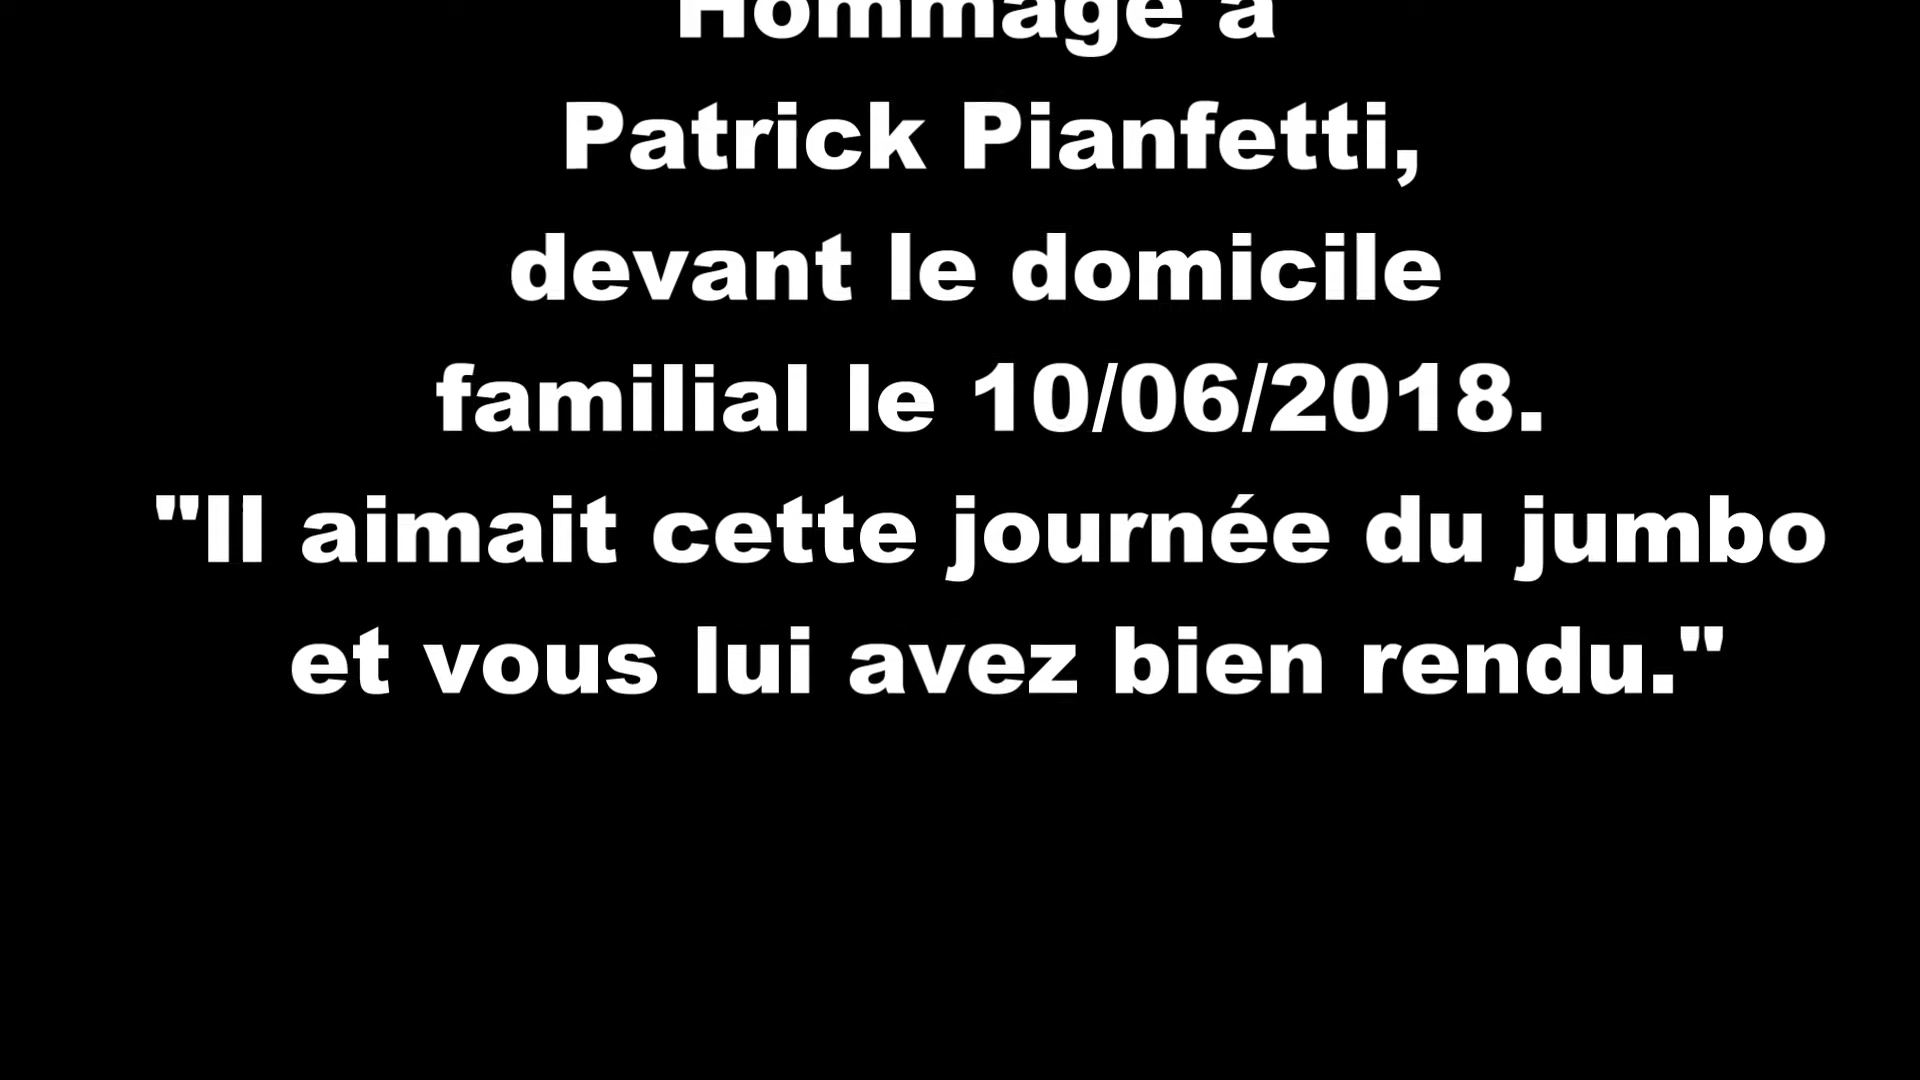 Hommage à
Patrick Pianfetti,
devant le domicile
familial le 10/06/2018.
"Il aimait cette journée du jumbo
et vous lui avez bien rendu."